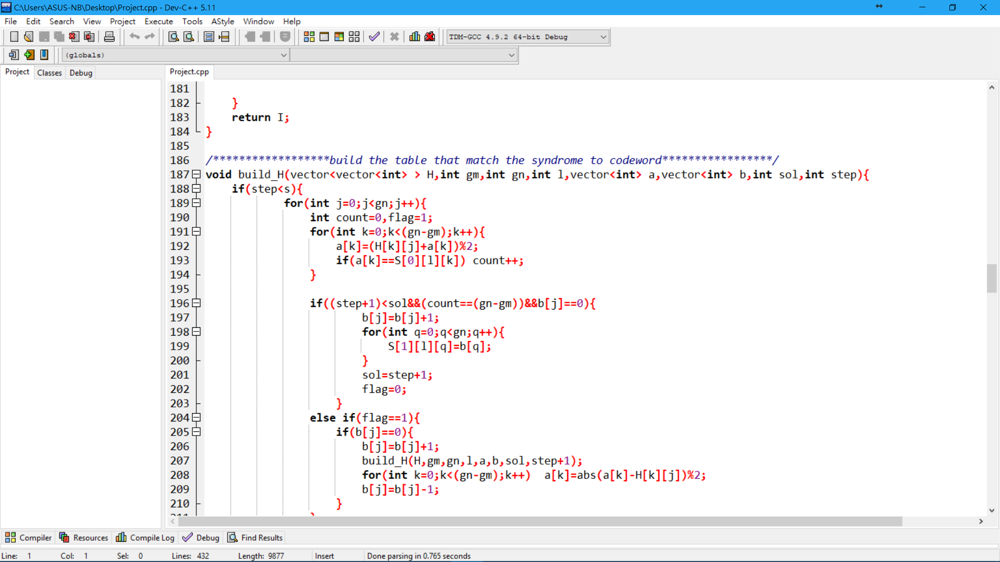 C:\Users\ASUS-NB\Desktop\Project.cpp - Dev-C++ 5.11
File Edit Search View Project Execute Tools AStyle Window Help
TDM-GCC 4.9.2 64-bit Debug
(globals)
Project Classes Debug
Project.cpp
181
182 }
183 return I;
184 }
185
186 /******************build the table that match the syndrome to codeword*****************/
187 void build_H(vector<vector<int> > H,int gm,int gn,int l,vector<int> a,vector<int> b,int sol,int step){
188 if(step<s){
189 for(int j=0;j<gn;j++){
190 int count=0,flag=1;
191 for(int k=0;k<(gn-gm);k++){
192 a[k]=(H[k][j]+a[k])%2;
193 if(a[k]==S[0][l][k]) count++;
194 }
195
196 if((step+1)<sol&&(count==(gn-gm))&&b[j]==0){
197 b[j]=b[j]+1;
198 for(int q=0;q<gn;q++){
199 S[1][l][q]=b[q];
200 }
201 sol=step+1;
202 flag=0;
203 }
204 else if(flag==1){
205 if(b[j]==0){
206 b[j]=b[j]+1;
207 build_H(H,gm,gn,l,a,b,sol,step+1);
208 for(int k=0;k<(gn-gm);k++) a[k]=abs(a[k]-H[k][j])%2;
209 b[j]=b[j]-1;
210 }
Compiler Resources Compile Log Debug Find Results
Line: 1 Col: 1 Sel: 0 Lines: 432 Length: 9877 Insert Done parsing in 0.765 seconds